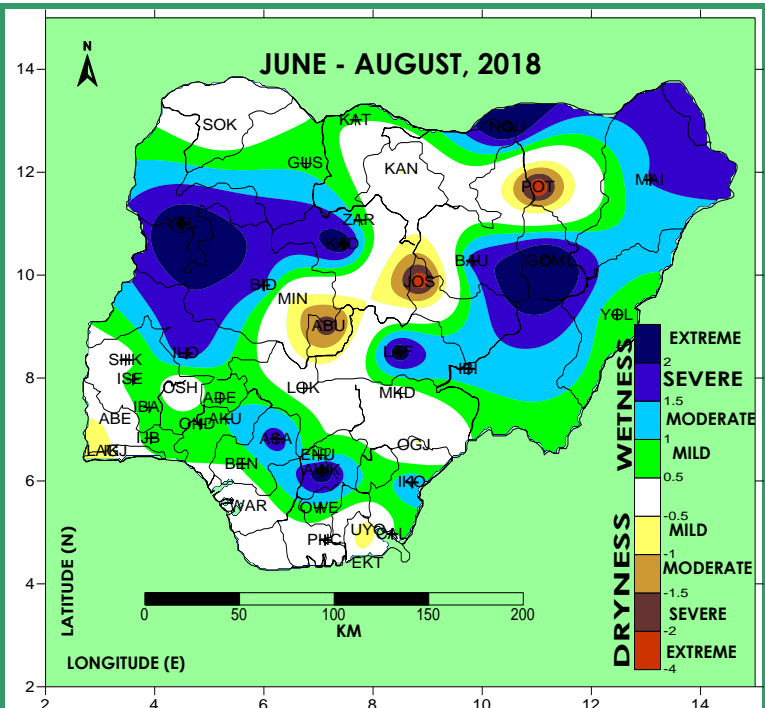 N
JUNE - AUGUST, 2018
14
SOK
KAT
NGU
12
GUS
KAN
POT
MAI
YEL
ZAR
KAD
BAU
GOM
10
BID
JOS
MIN
YOL
ABU
SHK
ILO
LAF
IBI
8
ISE
OSH
LOK
MKD
IBA
ADE
ABE
OND
AKU
IJB
ASA
OGJ
LAG
IKJ
BEN
ENU
AWK
6
IKO
WAR
OWE
UYO
CAL
PHC
EKT
4
2
WETNESS
EXTREME
2
SEVERE
1.5
MODERATE
1
MILD
0.5
-0.5
DRYNESS
MILD
-1
MODERATE
-1.5
SEVERE
-2
EXTREME
-4
LATITUDE (N)
0 50 100 150 200
KM
LONGITUDE (E)
2 4 6 8 10 12 14